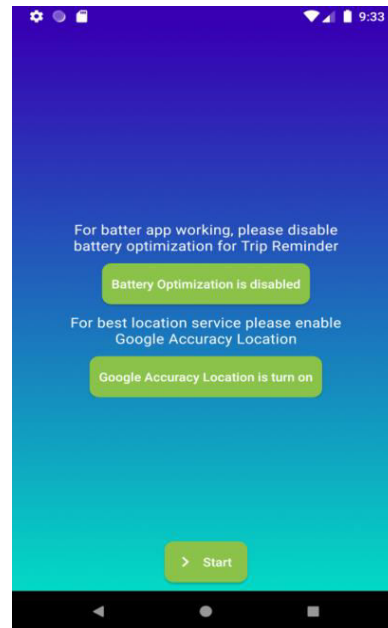 9:33
For batter app working, please disable
battery optimization for Trip Reminder
Battery Optimization is disabled
For best location service please enable
Google Accuracy Location
Google Accuracy Location is turn on
Start